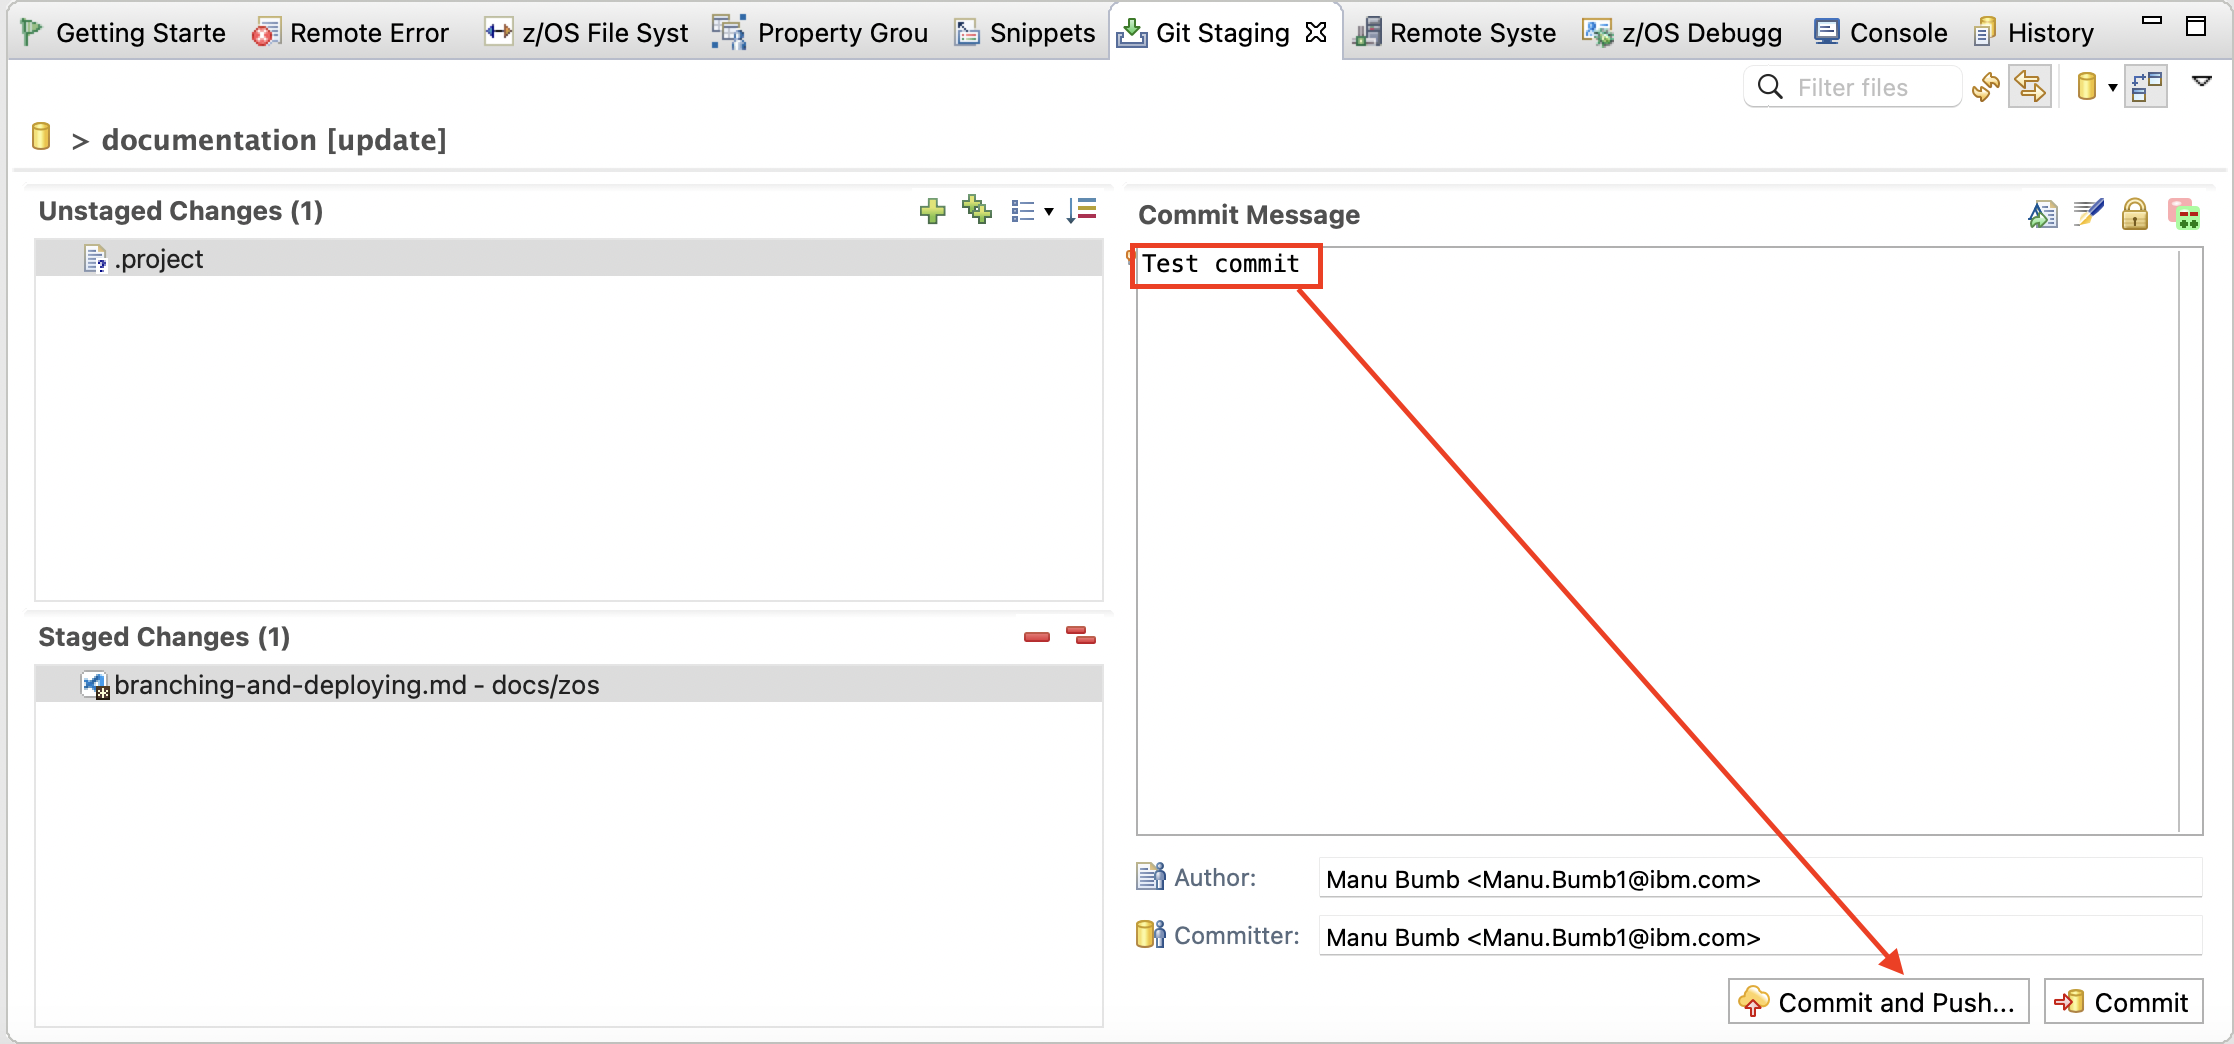 Getting Starte Remote Error z/OS File Syst Property Grou Snippets Git Staging Remote Syste z/OS Debugg Console History
Filter files
> documentation [update]
Unstaged Changes (1)
.project
Staged Changes (1)
branching-and-deploying.md - docs/zos
Commit Message
Test commit
Author: Manu Bumb <Manu.Bumb1@ibm.com>
Committer: Manu Bumb <Manu.Bumb1@ibm.com>
Commit and Push... Commit